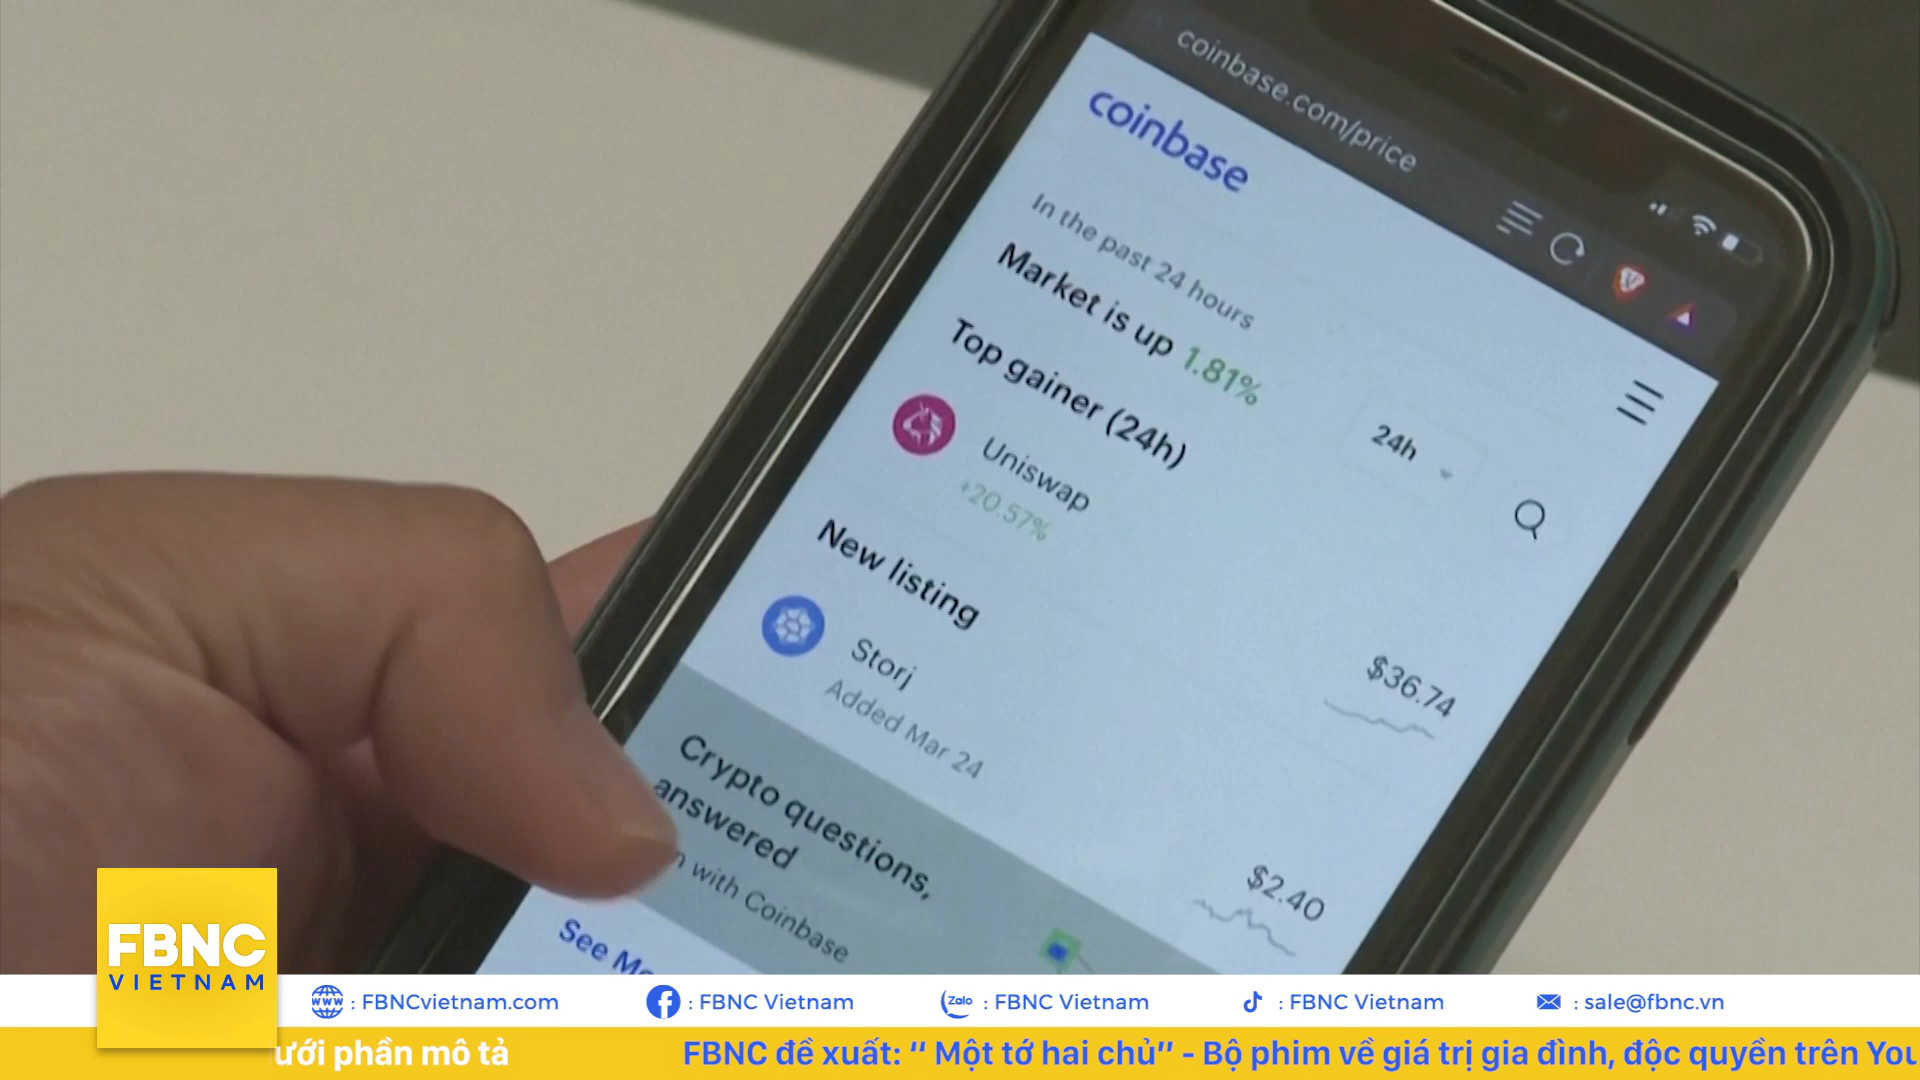 coinbase.com/price
coinbase
In the past 24 hours
Market is up 1.81%
24h
Top gainer (24h)
Uniswap
+20.57%
$36.74
New listing
Storj
Added Mar 24
$2.40
Crypto questions,
answered
with Coinbase
See
FBNC
VIETNAM
www : FBNCvietnam.com
: FBNC Vietnam
Zalo : FBNC Vietnam
: FBNC Vietnam
: sale@fbnc.vn
ưới phần mô tả
FBNC đề xuất: “ Một tớ hai chủ” - Bộ phim về giá trị gia đình, độc quyền trên You